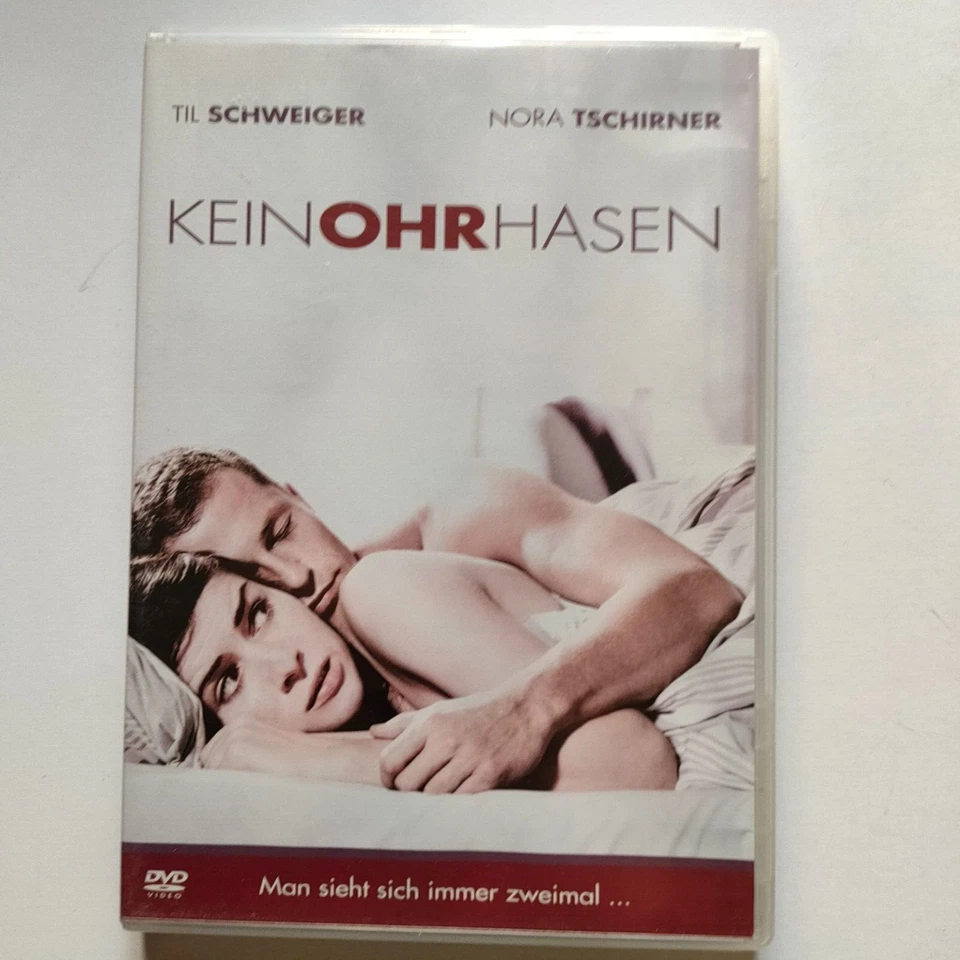 TIL SCHWEIGER NORA TSCHIRNER
KEINOHRHASEN
DVD
VIDEO
Man sieht sich immer zweimal ...